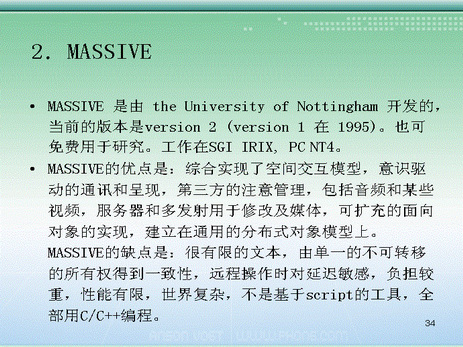 2. MASSIVE
• MASSIVE 是由 the University of Nottingham 开发的,
当前的版本是version 2 (version 1 在 1995)。也可
免费用于研究。工作在SGI IRIX, PC NT4。
• MASSIVE的优点是: 综合实现了空间交互模型, 意识驱
动的通讯和呈现, 第三方的注意管理, 包括音频和某些
视频, 服务器和多发射用于修改及媒体, 可扩充的面向
对象的实现, 建立在通用的分布式对象模型上。
MASSIVE的缺点是: 很有限的文本, 由单一的不可转移
的所有权得到一致性, 远程操作时对延迟敏感, 负担较
重, 性能有限, 世界复杂, 不是基于script的工具, 全
部用C/C++编程。
34